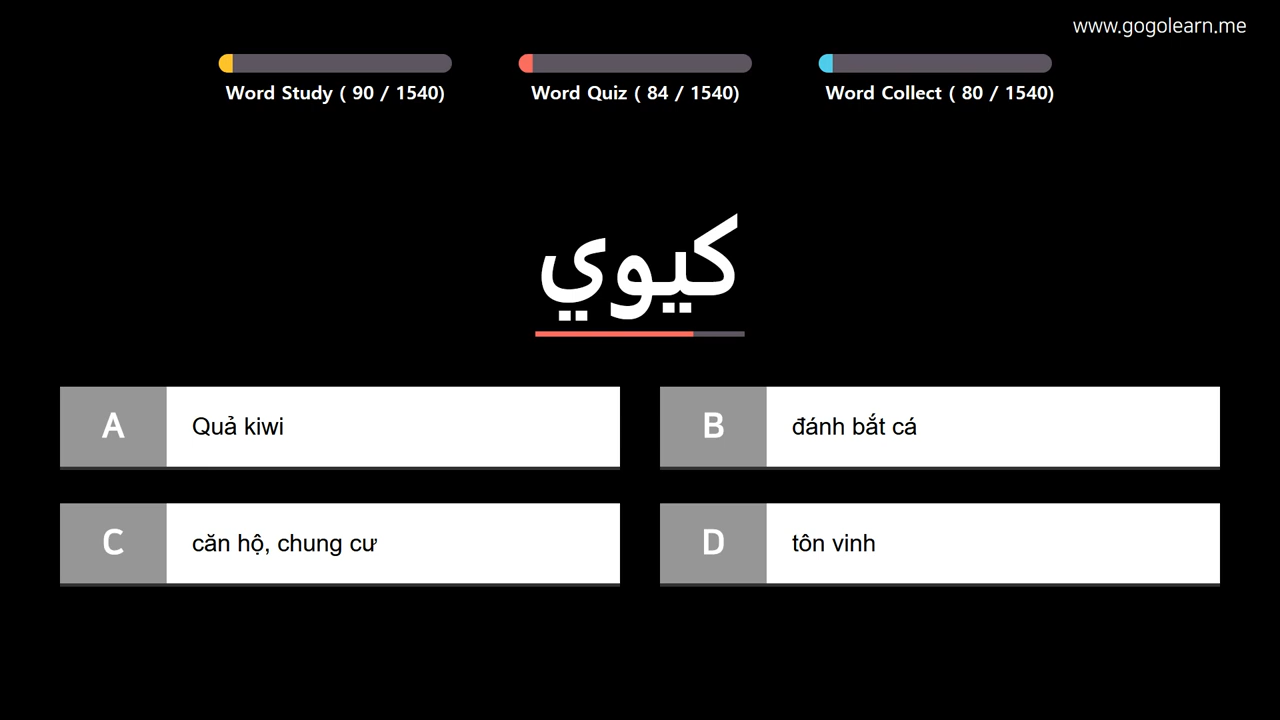 www.gogolearn.me
Word Study ( 90 / 1540)
Word Quiz ( 84 / 1540)
Word Collect ( 80 / 1540)
كيوي
A
Quả kiwi
B
đánh bắt cá
C
căn hộ, chung cư
D
tôn vinh